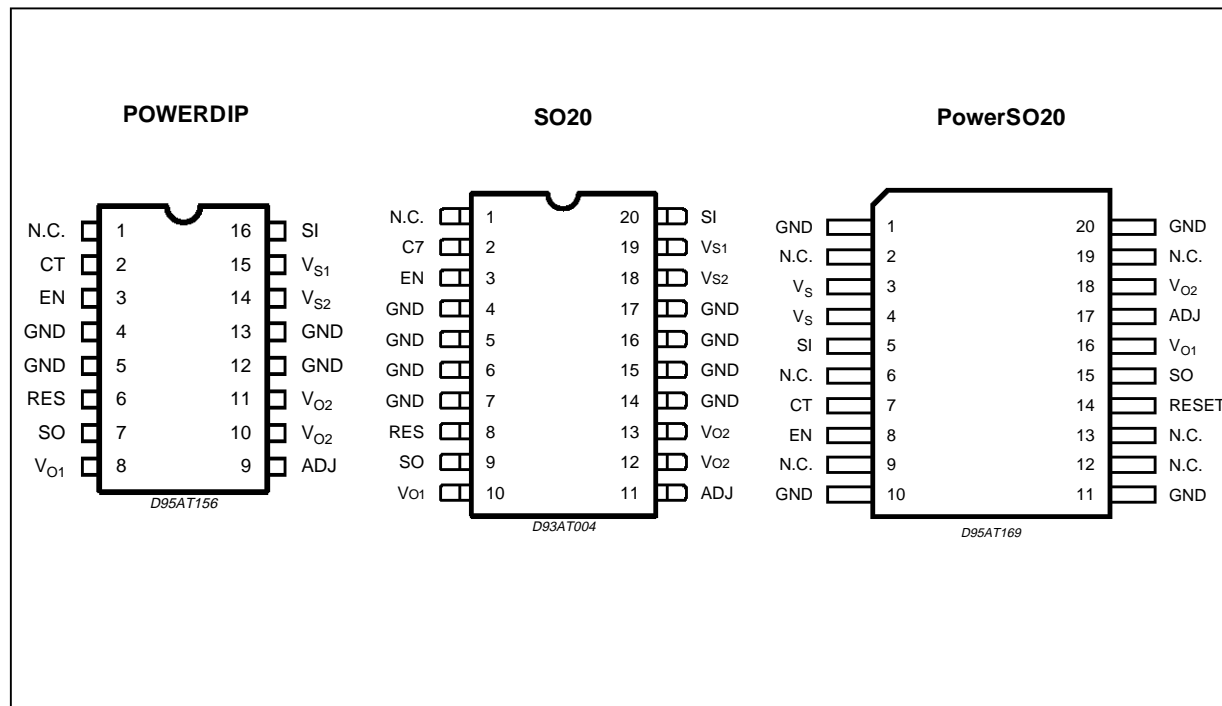 POWERDIP
N.C. 1 16 SI
CT 2 15 VS1
EN 3 14 VS2
GND 4 13 GND
GND 5 12 GND
RES 6 11 VO2
SO 7 10 VO2
VO1 8 9 ADJ
D95AT156
SO20
N.C. 1 20 SI
C7 2 19 VS1
EN 3 18 VS2
GND 4 17 GND
GND 5 16 GND
GND 6 15 GND
GND 7 14 GND
RES 8 13 VO2
SO 9 12 VO2
VO1 10 11 ADJ
D93AT004
PowerSO20
GND 1 20 GND
N.C. 2 19 N.C.
VS 3 18 VO2
VS 4 17 ADJ
SI 5 16 VO1
N.C. 6 15 SO
CT 7 14 RESET
EN 8 13 N.C.
N.C. 9 12 N.C.
GND 10 11 GND
D95AT169